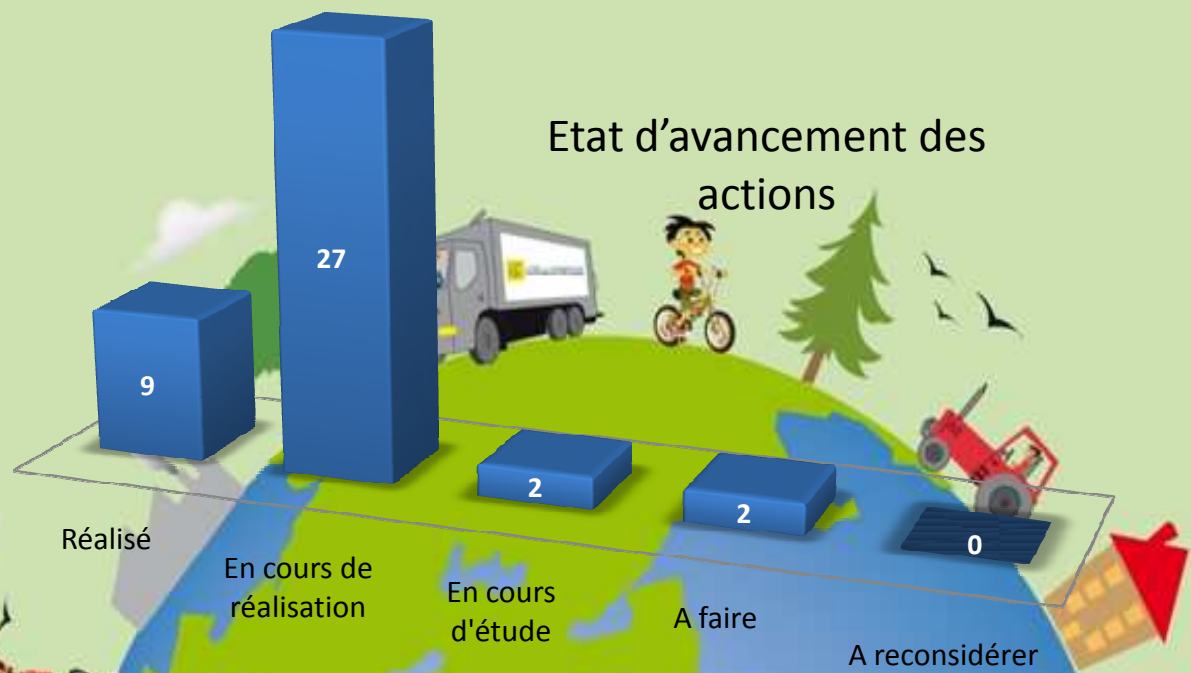 Etat d'avancement des
actions
27
9
2
2
0
Réalisé
En cours de
réalisation
En cours
d'étude
A faire
A reconsidérer